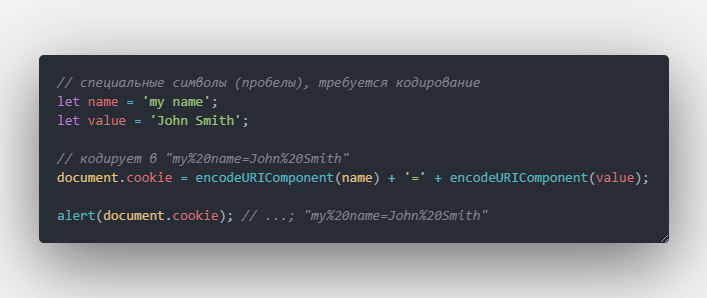 // специальные символы (пробелы), требуется кодирование
let name = 'my name';
let value = 'John Smith';
// кодирует в "my%20name=John%20Smith"
document.cookie = encodeURIComponent(name) + '=' + encodeURIComponent(value);
alert(document.cookie); // ...; "my%20name=John%20Smith"